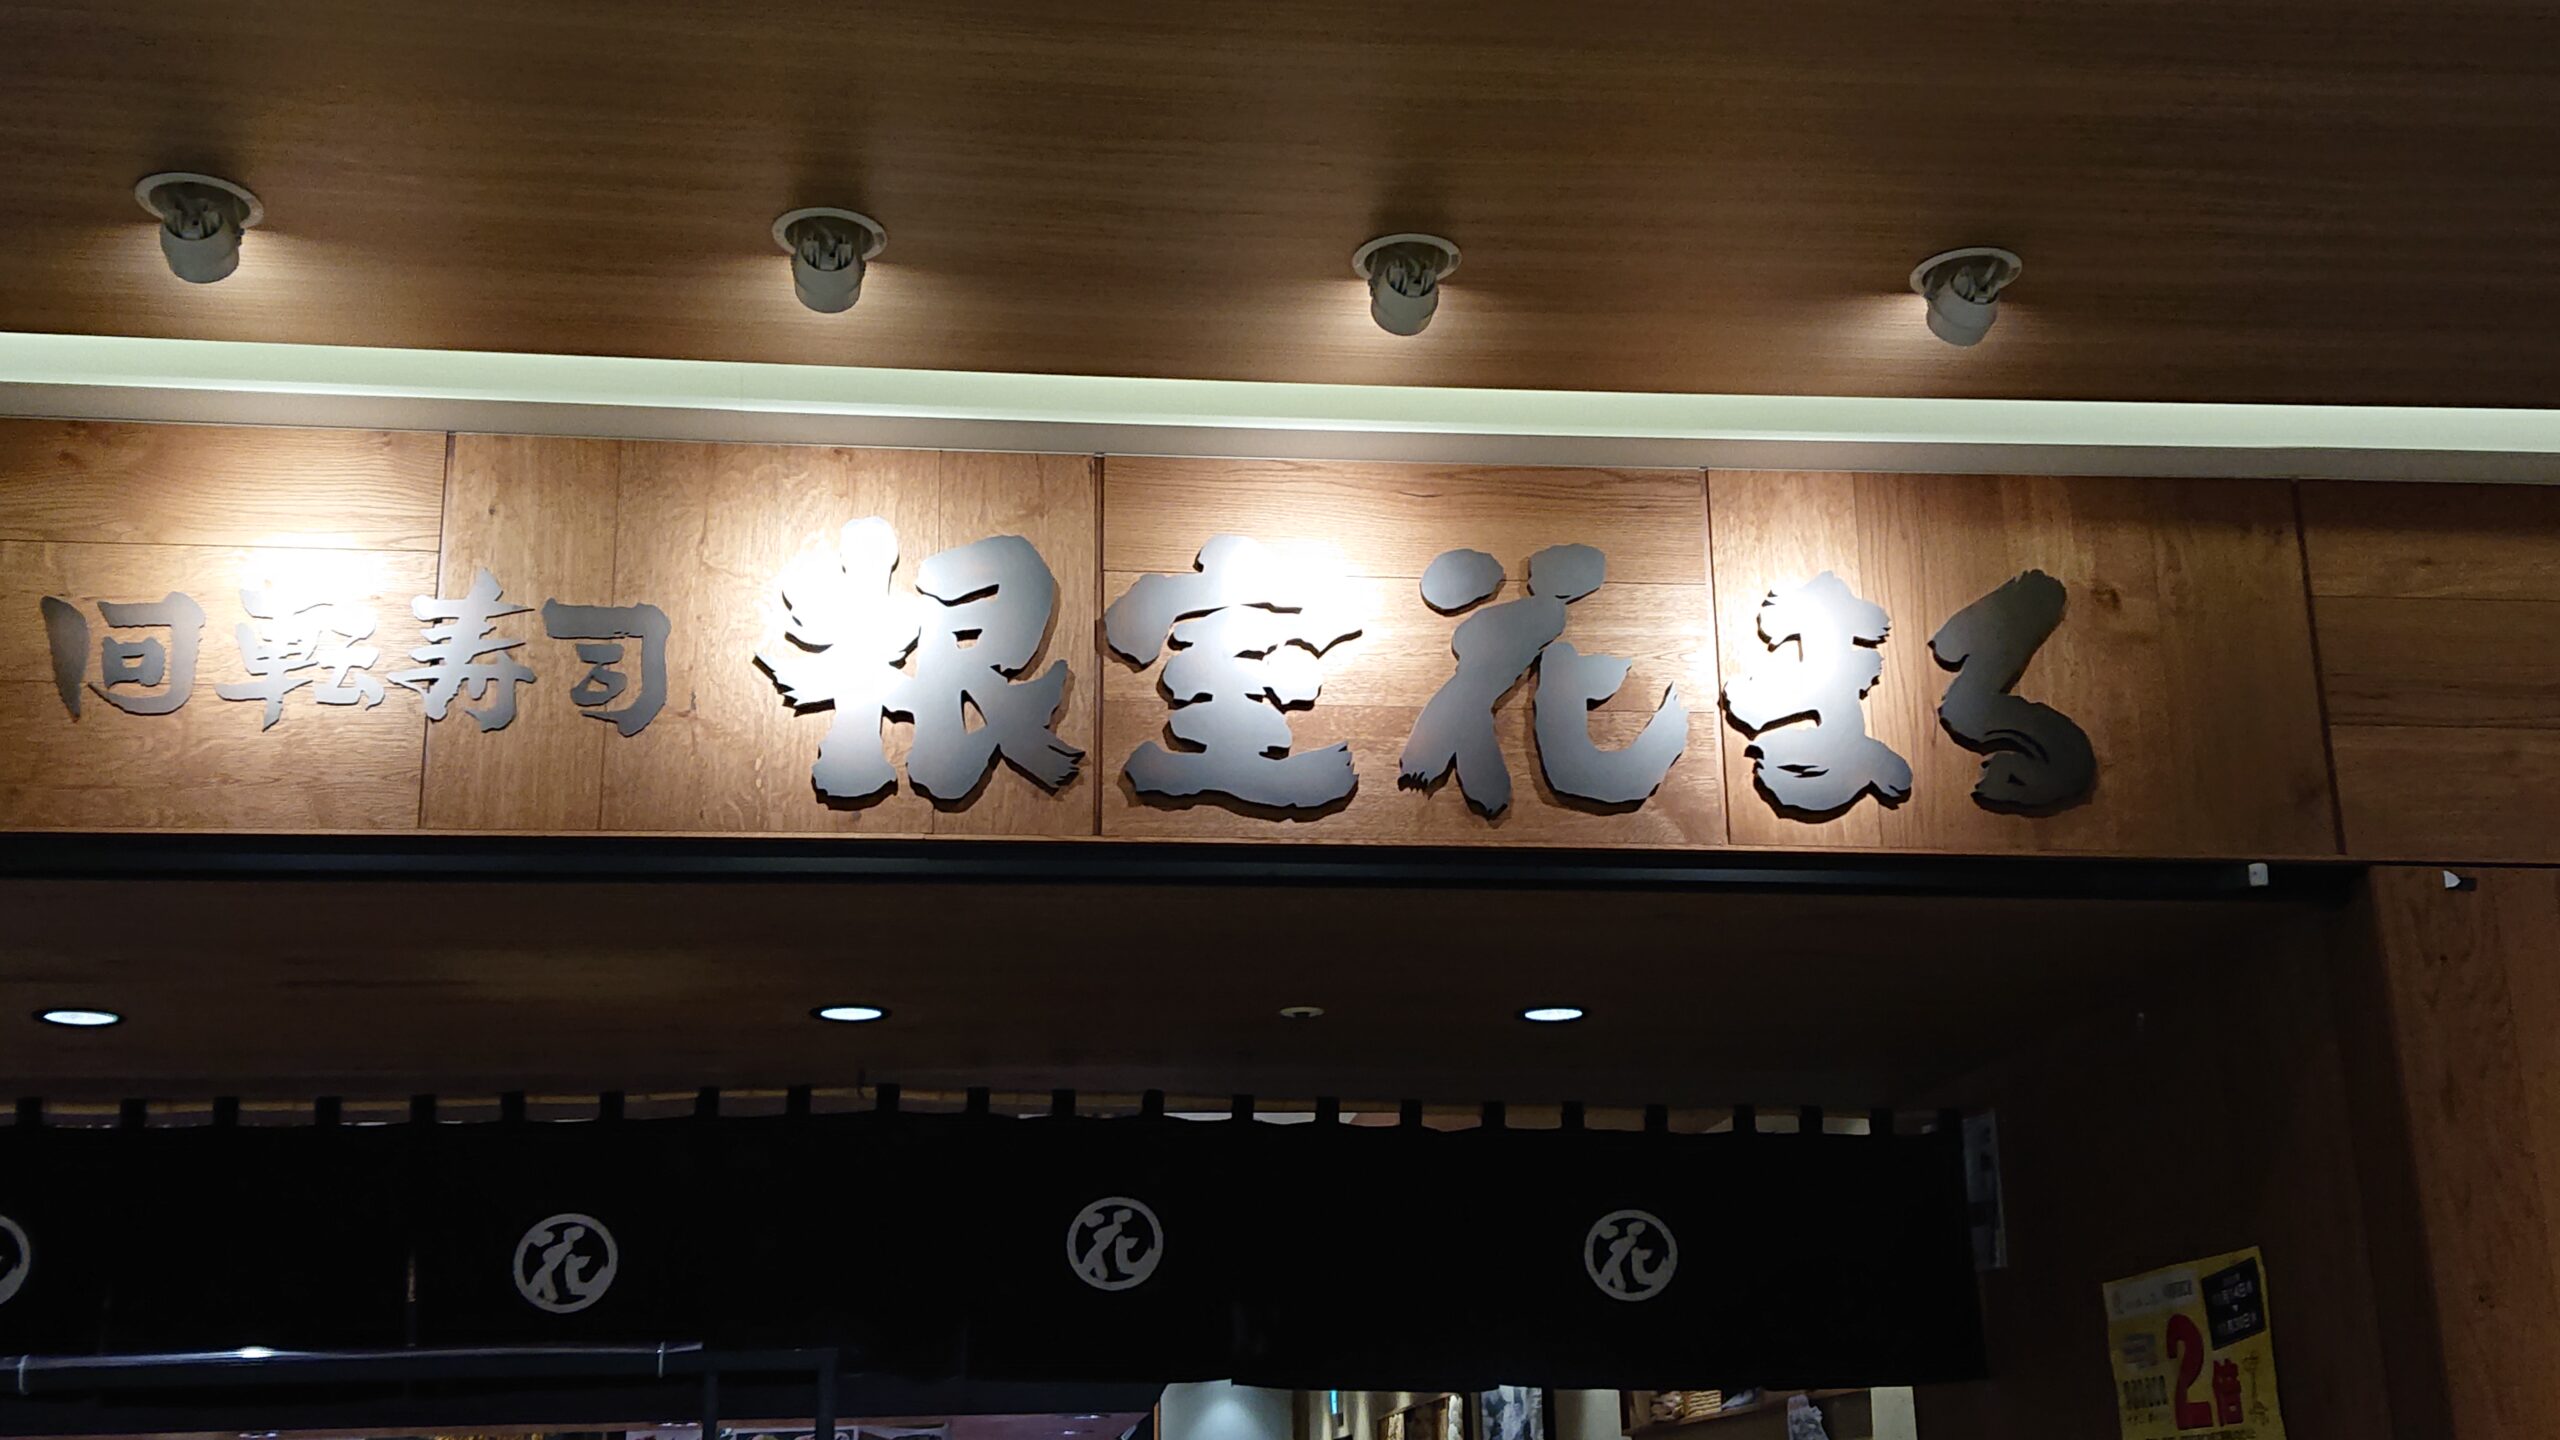 回転寿司 根室花まる
花 花 花
2倍